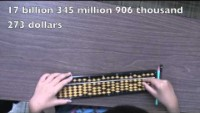 17 billion 345 million 906 thousand
273 dollars